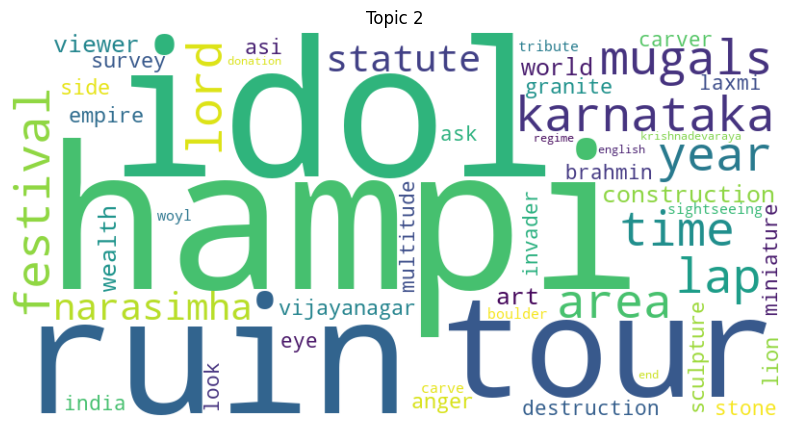 Topic 2
viewer
survey
asi
donation
lord
statute
tribute
world
granite
carver
mugals
laxmi
side
empire
idol
ask
karnataka
regime
english
krishnadevaraya
year
brahmin
festival
hampi
wealth
woyl
multitude
invader
construction
sightseeing
time
lap
miniature
narasimha
vijayanagar
art
boulder
area
ruin
eye
tour
sculpture
lion
india
look
carve
anger
end
destruction
stone